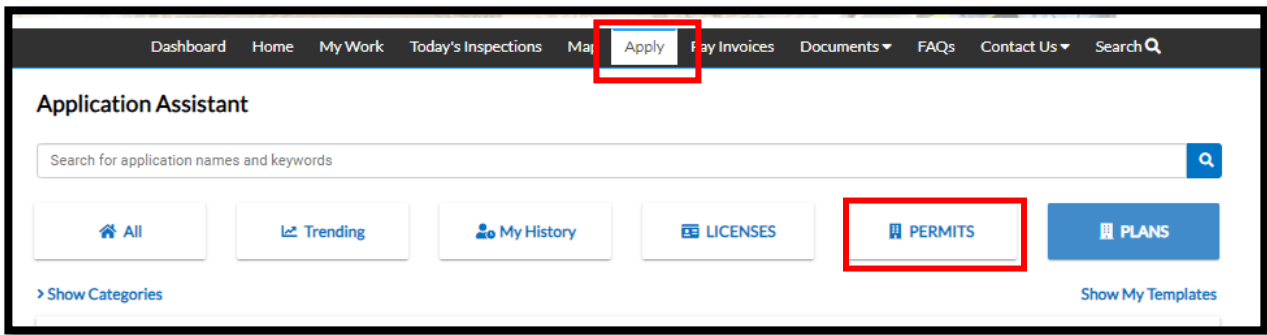 Dashboard Home My Work Today's Inspections Map Apply Pay Invoices Documents FAQs Contact Us Search
Application Assistant
Search for application names and keywords
All Trending My History LICENSES PERMITS PLANS
> Show Categories Show My Templates